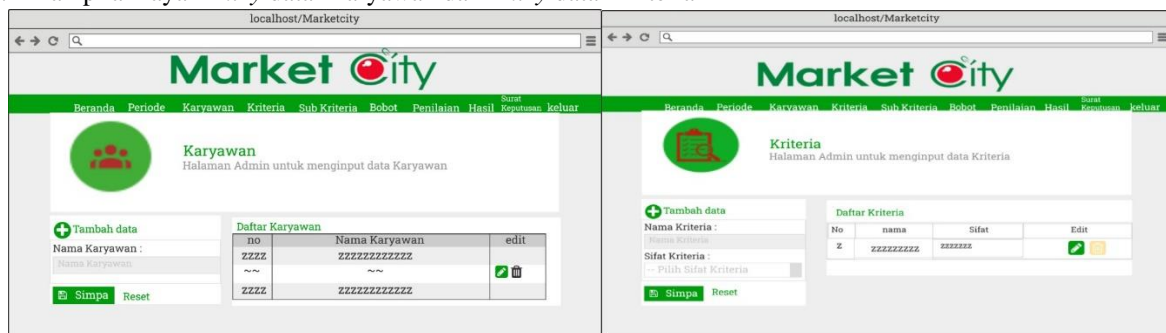 localhost/Marketcity
Market City
Beranda Periode Karyawan Kriteria Sub Kriteria Bobot Penilaian Hasil Surat Keputusan keluar
Karyawan
Halaman Admin untuk menginput data Karyawan
Tambah data
Nama Karyawan :
Nama Karyawan
Simpa Reset
Daftar Karyawan
no Nama Karyawan edit
zzzz zzzzzzzzzzzz
~~ ~~
zzzz zzzzzzzzzzzz
localhost/Marketcity
Market City
Beranda Periode Karyawan Kriteria Sub Kriteria Bobot Penilaian Hasil Surat Keputusan keluar
Kriteria
Halaman Admin untuk menginput data Kriteria
Tambah data
Nama Kriteria :
Nama Kriteria
Sifat Kriteria :
-- Pilih Sifat Kriteria
Simpa Reset
Daftar Kriteria
No nama Sifat Edit
z zzzzzzzzz zzzzzzz